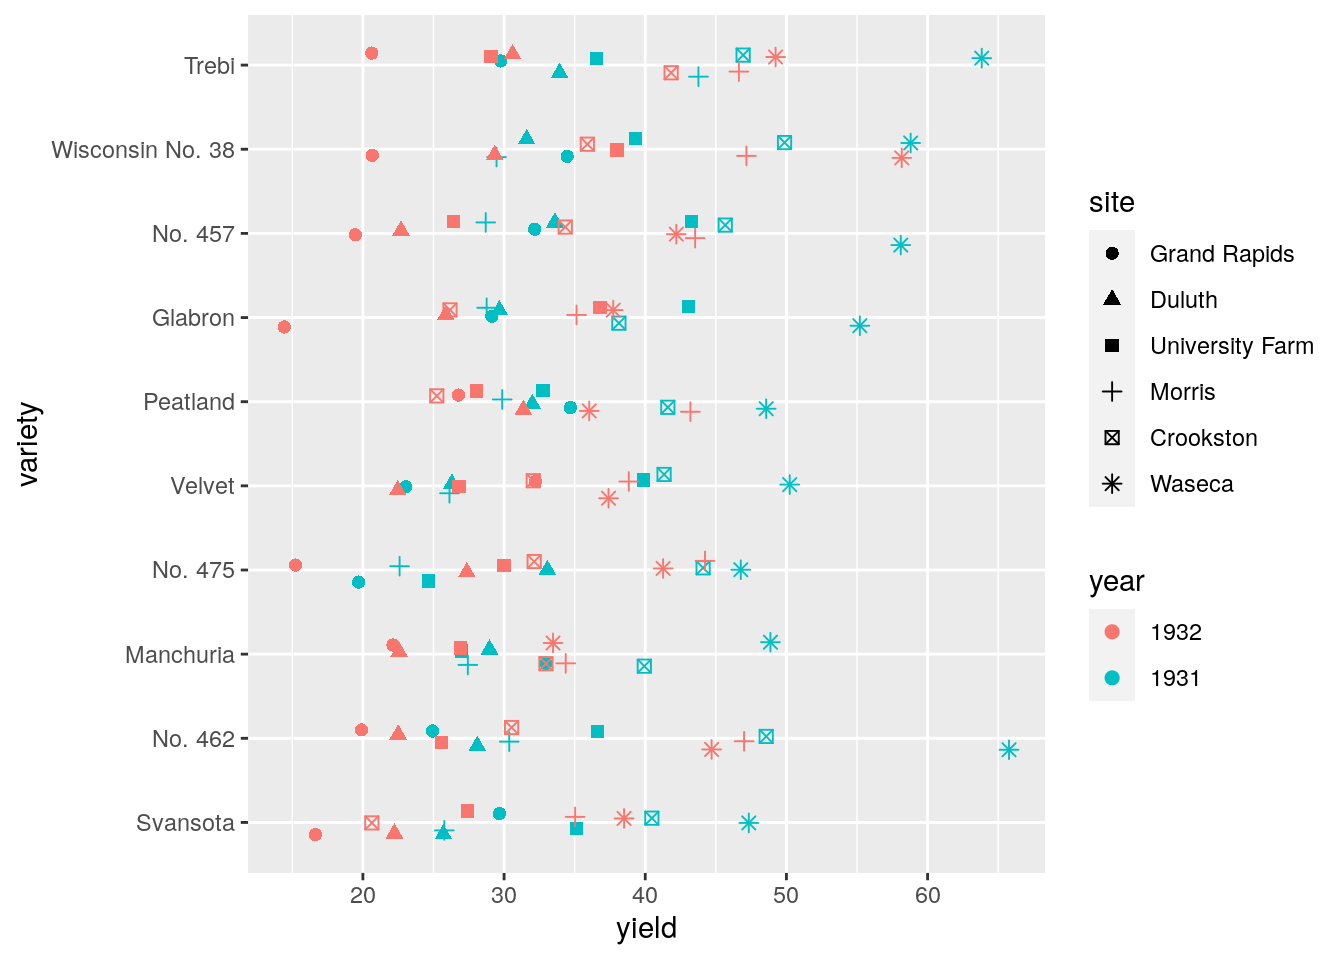 Trebi
Wisconsin No. 38
No. 457
Glabron
Peatland
Velvet
No. 475
Manchuria
No. 462
Svansota
variety
20 30 40 50 60
yield
site
Grand Rapids
Duluth
University Farm
Morris
Crookston
Waseca
year
1932
1931